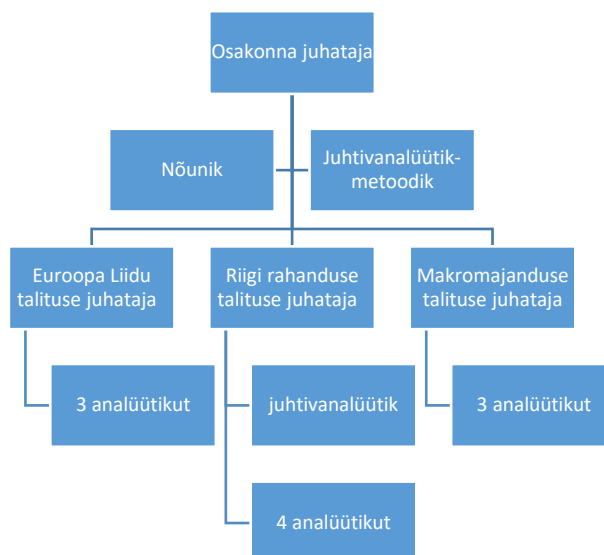 Osakonna juhataja
Nõunik
Juhtivanalüütik-
metoodik
Euroopa Liidu
talituse juhataja
Riigi rahanduse
talituse juhataja
Makromajanduse
talituse juhataja
3 analüütikut
juhtivanalüütik
3 analüütikut
4 analüütikut